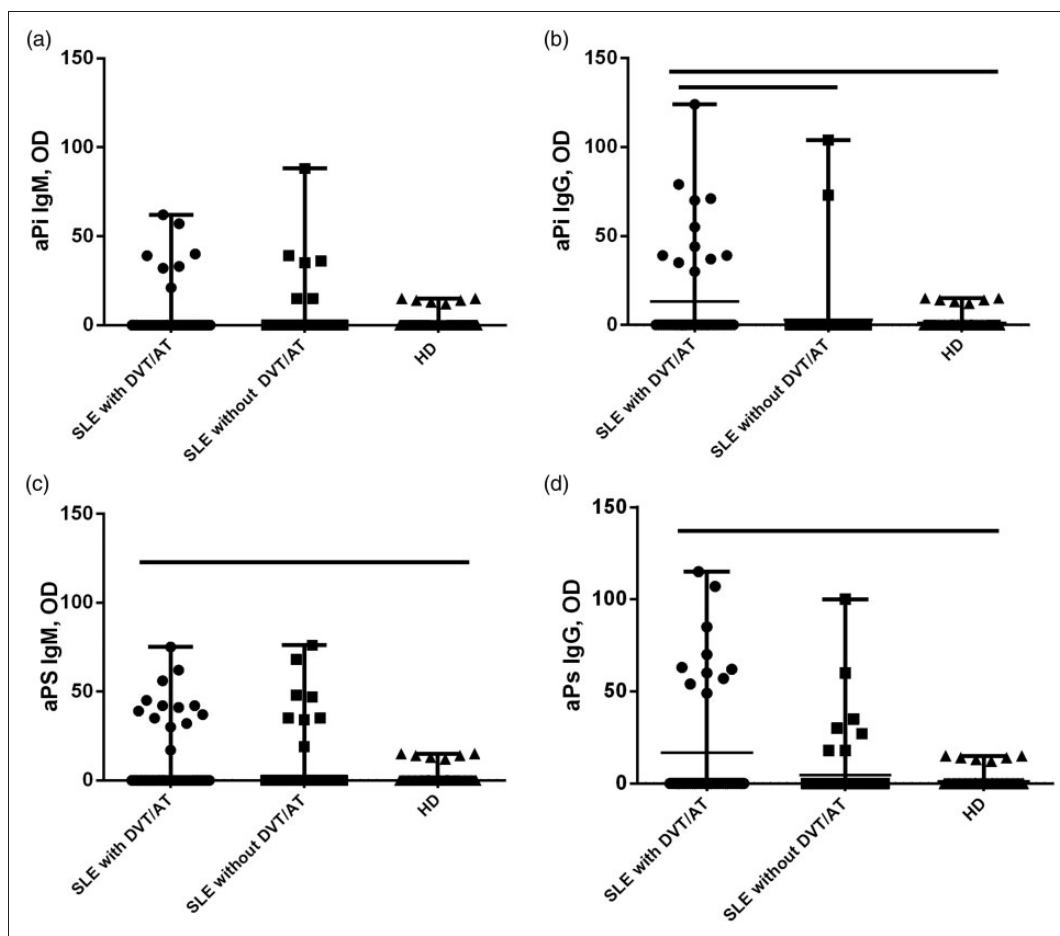 (a)
150
100
50
0
aPi IgM, OD
SLE with DVT/AT
SLE without DVT/AT
HD
(b)
150
100
50
0
aPi IgG, OD
SLE with DVT/AT
SLE without DVT/AT
HD
(c)
150
100
50
0
aPS IgM, OD
SLE with DVT/AT
SLE without DVT/AT
HD
(d)
150
100
50
0
aPs IgG, OD
SLE with DVT/AT
SLE without DVT/AT
HD